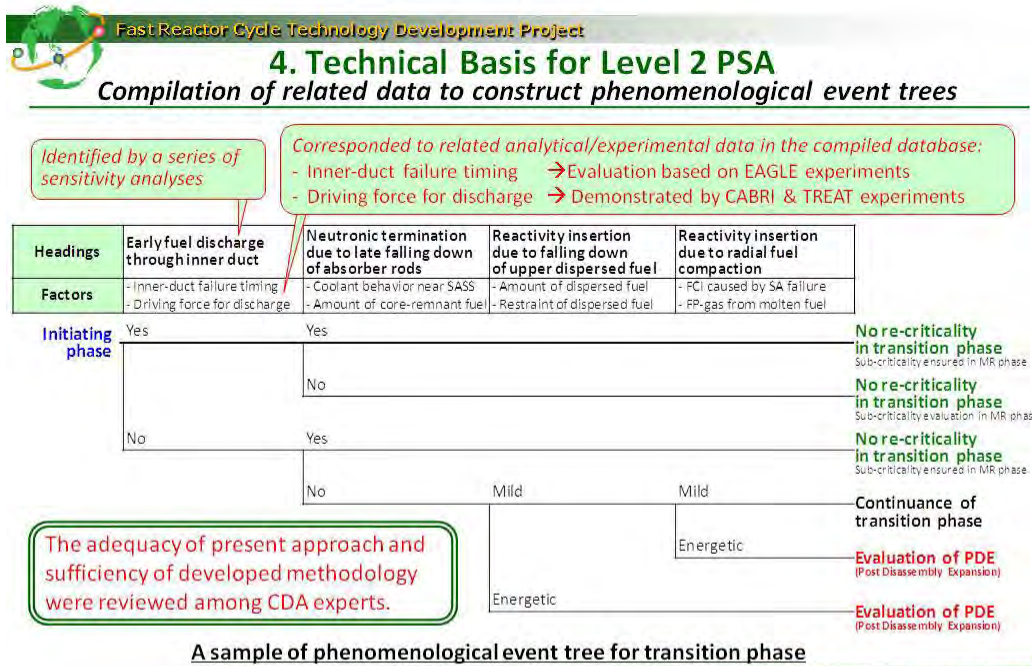 Fast Reactor Cycle Technology Development Project
4. Technical Basis for Level 2 PSA
Compilation of related data to construct phenomenological event trees
Identified by a series of
sensitivity analyses
Corresponded to related analytical/experimental data in the compiled database:
- Inner-duct failure timing →Evaluation based on EAGLE experiments
- Driving force for discharge → Demonstrated by CABRI & TREAT experiments
Headings
Early fuel discharge
through inner duct
Neutronic termination
due to late falling down
of absorber rods
Reactivity insertion
due to falling down
of upper dispersed fuel
Reactivity insertion
due to radial fuel
compaction
Factors
- Inner-duct failure timing
- Driving force for discharge
- Coolant behavior near SASS
- Amount of core-remnant fuel
- Amount of dispersed fuel
- Restraint of dispersed fuel
- FCI caused by SA failure
- FP-gas from molten fuel
Initiating
phase
Yes
Yes
No re-criticality
in transition phase
Sub-criticality ensured in MR phase
No
No re-criticality
in transition phase
Sub-criticality evaluation in MR phas
No
Yes
No re-criticality
in transition phase
Sub-criticality ensured in MR phase
No
Mild
Mild
Continuance of
transition phase
Energetic
Evaluation of PDE
(Post Disassembly Expansion)
Energetic
Evaluation of PDE
(Post Disassembly Expansion)
The adequacy of present approach and
sufficiency of developed methodology
were reviewed among CDA experts.
A sample of phenomenological event tree for transition phase